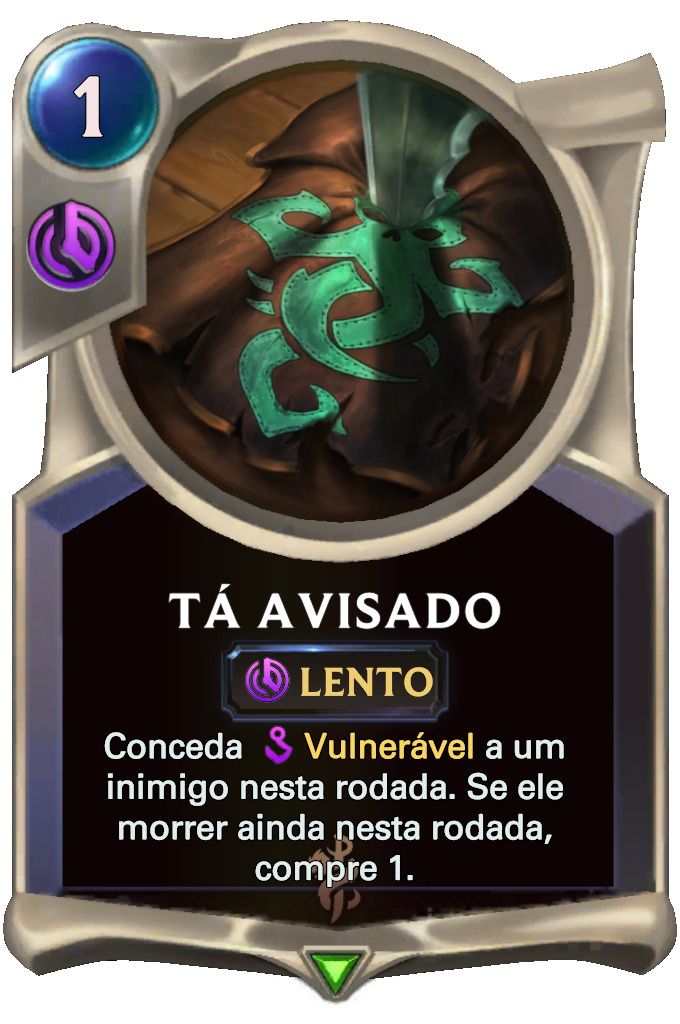 1
TÁ AVISADO
LENTO
Conceda Vulnerável a um
inimigo nesta rodada. Se ele
morrer ainda nesta rodada,
compre 1.